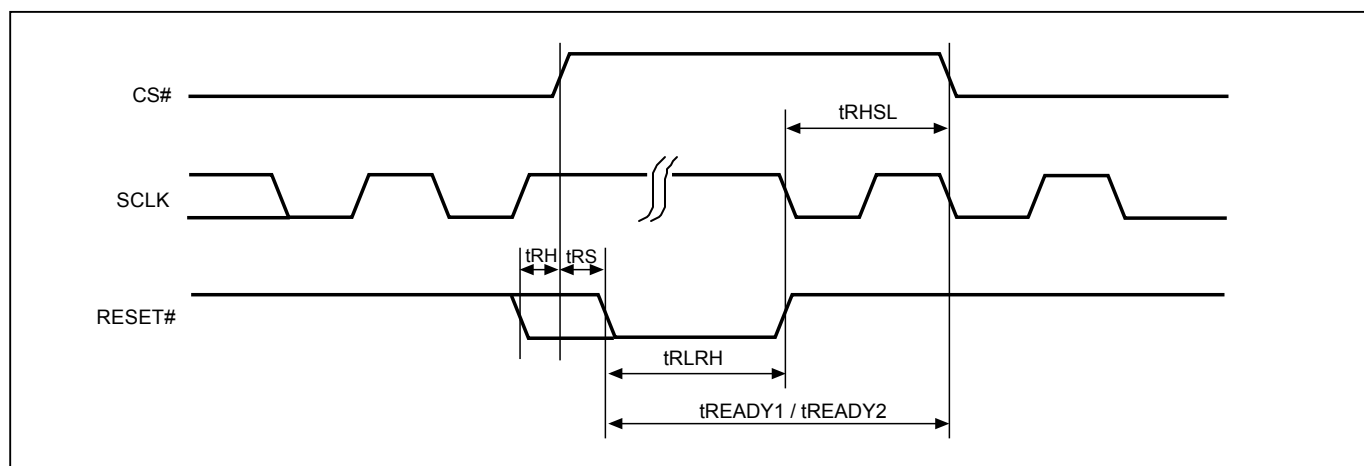 CS#
tRHSL
SCLK
tRH tRS
RESET#
tRLRH
tREADY1 / tREADY2